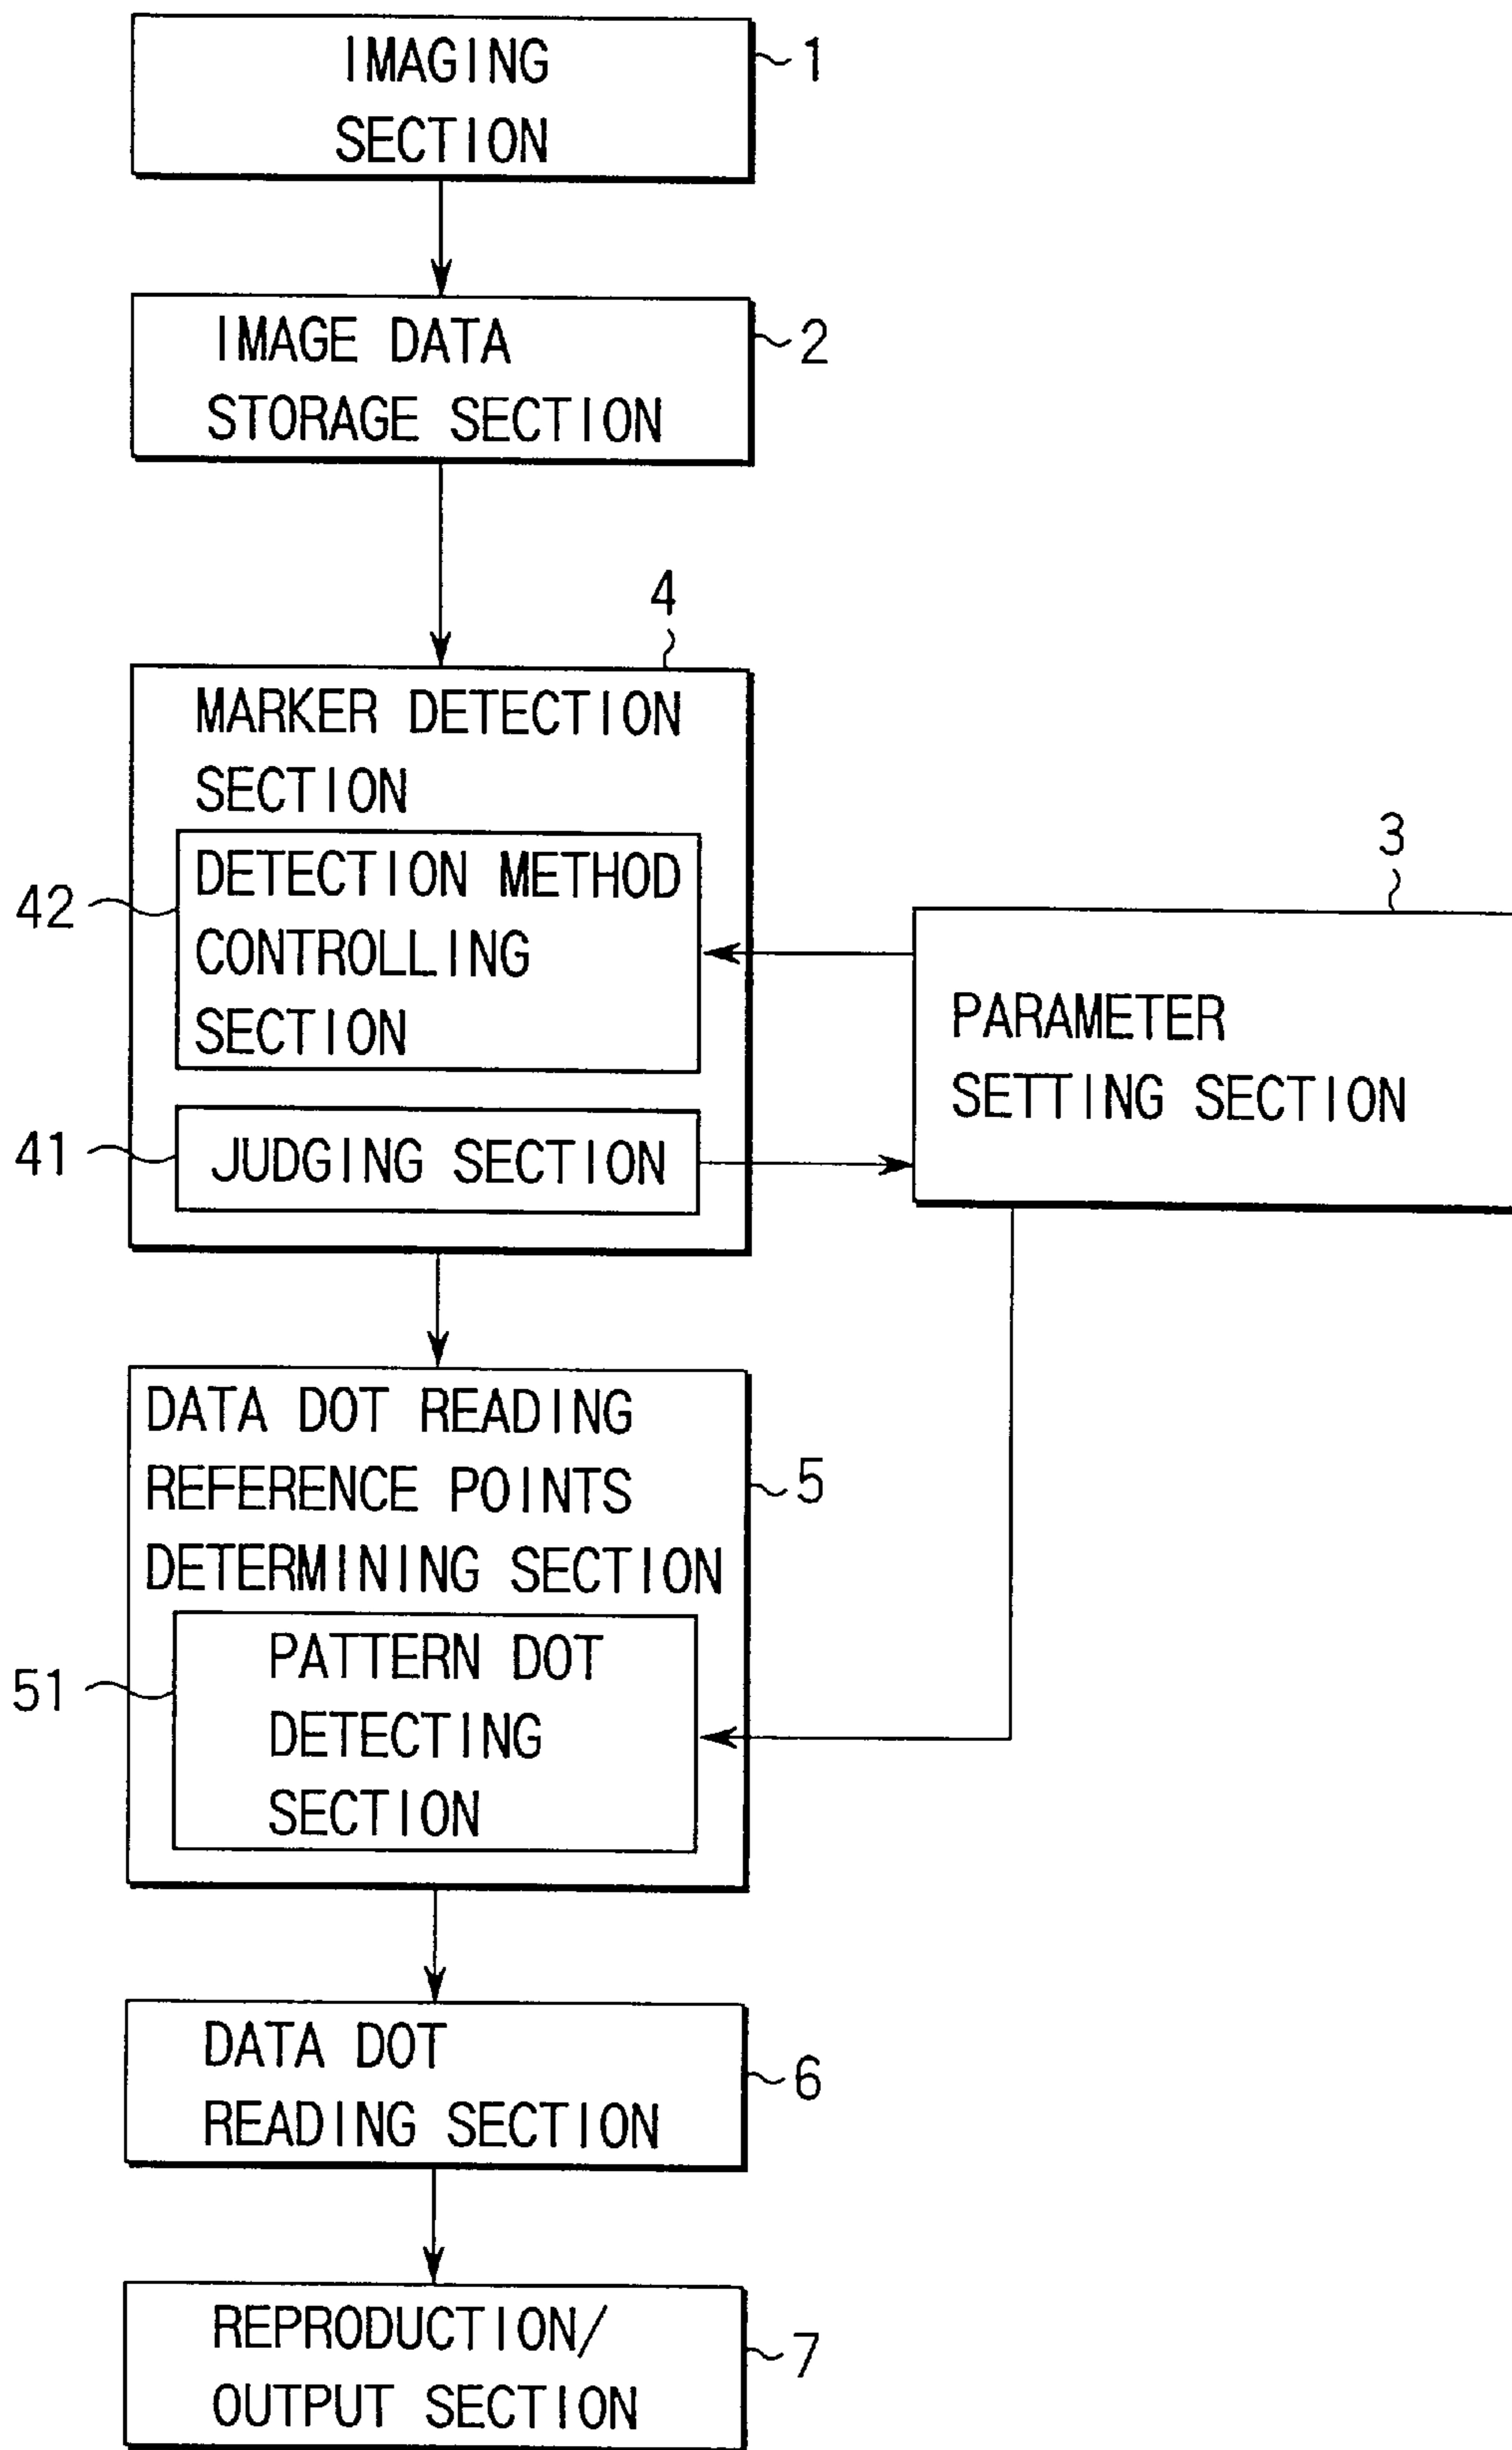 IMAGING
SECTION
1
IMAGE DATA
STORAGE SECTION
2
4
MARKER DETECTION
SECTION
42
DETECTION METHOD
CONTROLLING
SECTION
3
PARAMETER
SETTING SECTION
41
JUDGING SECTION
DATA DOT READING
REFERENCE POINTS
DETERMINING SECTION
5
51
PATTERN DOT
DETECTING
SECTION
DATA DOT
READING SECTION
6
REPRODUCTION/
OUTPUT SECTION
7